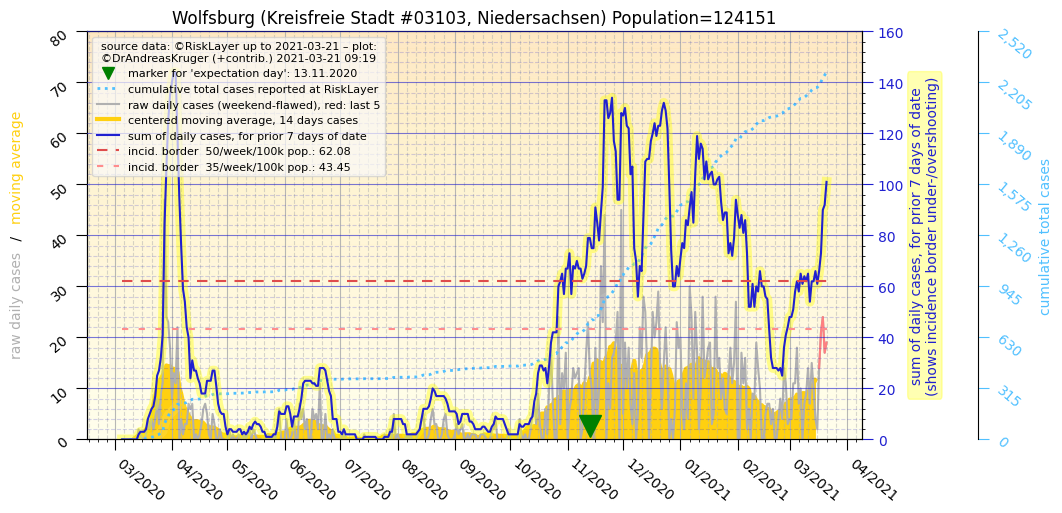 Wolfsburg (Kreisfreie Stadt #03103, Niedersachsen) Population=124151
source data: ©RiskLayer up to 2021-03-21 – plot:
©DrAndreasKruger (+contrib.) 2021-03-21 09:19
marker for 'expectation day': 13.11.2020
cumulative total cases reported at RiskLayer
raw daily cases (weekend-flawed), red: last 5
centered moving average, 14 days cases
sum of daily cases, for prior 7 days of date
incid. border  50/week/100k pop.: 62.08
incid. border  35/week/100k pop.: 43.45
raw daily cases   /   moving average
80
70
60
50
40
30
20
10
0
160
140
120
100
80
60
40
20
0
sum of daily cases, for prior 7 days of date
(shows incidence border under-/overshooting)
2,520
2,205
1,890
1,575
1,260
945
630
315
0
cumulative total cases
03/2020
04/2020
05/2020
06/2020
07/2020
08/2020
09/2020
10/2020
11/2020
12/2020
01/2021
02/2021
03/2021
04/2021